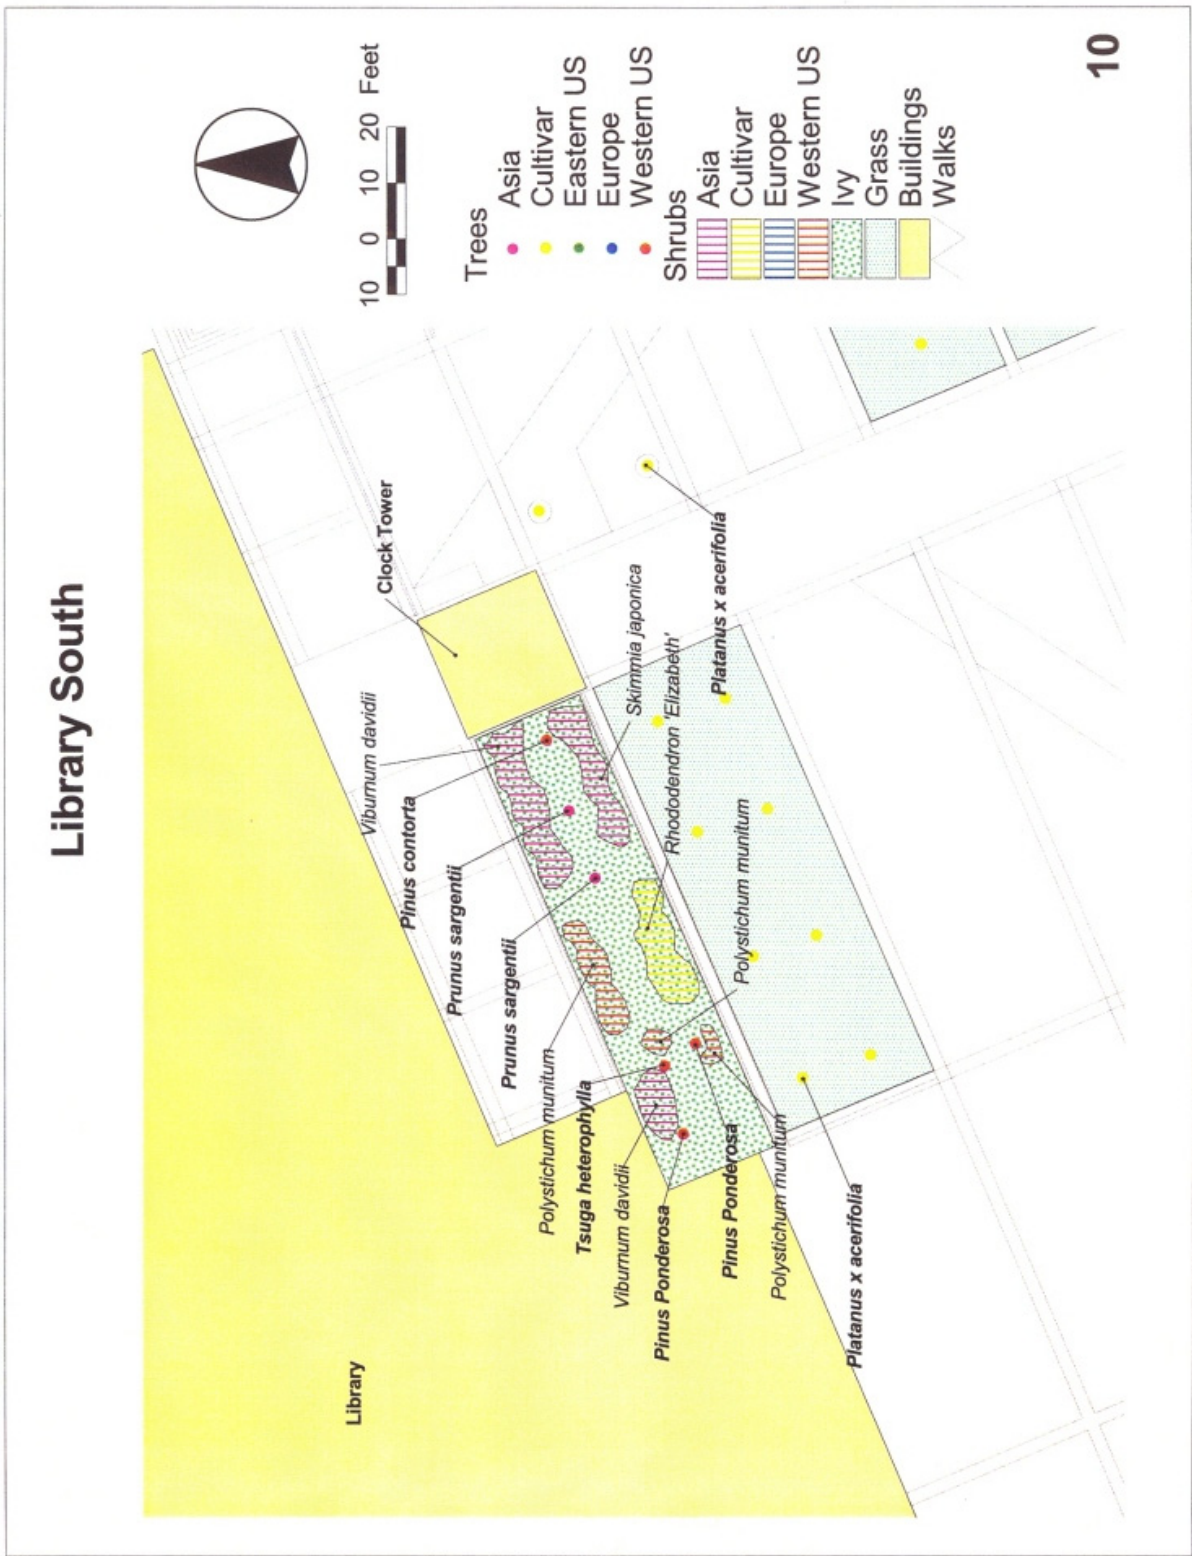 Library South
Library
Clock Tower
Viburnum davidii
Pinus contorta
Prunus sargentii
Prunus sargentii
Polystichum munitum
Tsuga heterophylla
Viburnum davidii
Pinus Ponderosa
Pinus Ponderosa
Polystichum munitum
Platanus x acerifolia
Skimmia japonica
Rhododendron 'Elizabeth'
Platanus x acerifolia
Polystichum munitum
10 0 10 20 Feet
Trees
Asia
Cultivar
Eastern US
Europe
Western US
Shrubs
Asia
Cultivar
Europe
Western US
Ivy
Grass
Buildings
Walks
10